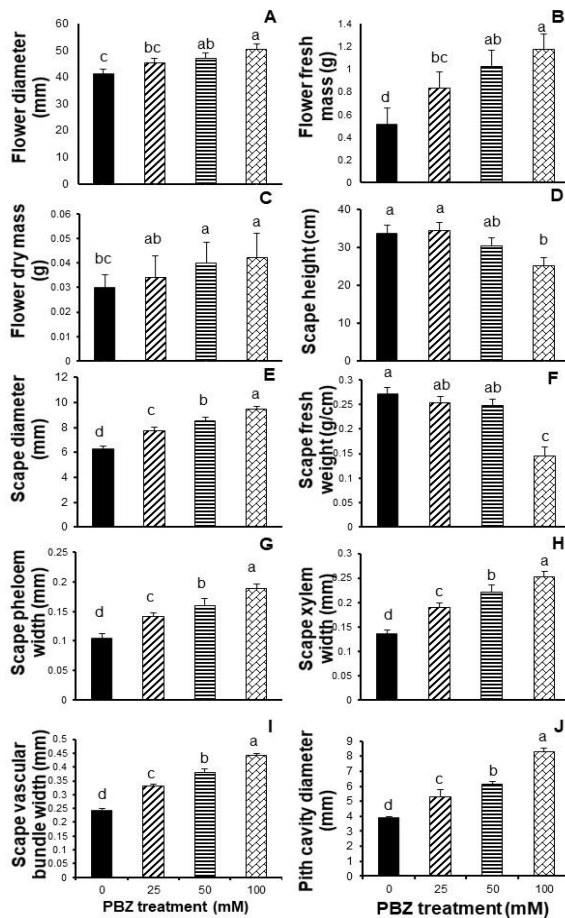 A
Flower diameter
(mm)
60
50
40
30
20
10
0
c
bc
ab
a
B
Flower fresh
mass (g)
1.4
1.2
1
0.8
0.6
0.4
0.2
0
d
bc
ab
a
C
Flower dry mass
(g)
0.06
0.05
0.04
0.03
0.02
0.01
0
bc
ab
a
a
D
Scape height (cm)
40
30
20
10
0
a
a
ab
b
E
Scape diameter
(mm)
12
10
8
6
4
2
0
d
c
b
a
F
Scape fresh
weight (g/cm)
0.3
0.25
0.2
0.15
0.1
0.05
0
a
ab
ab
c
G
Scape pheloem
width (mm)
0.2
0.15
0.1
0.05
0
d
c
b
a
H
Scape xylem
width (mm)
0.3
0.25
0.2
0.15
0.1
0.05
0
d
c
b
a
I
Scape vascular
bundle width (mm)
0.5
0.45
0.4
0.35
0.3
0.25
0.2
0.15
0.1
0.05
0
d
c
b
a
0 25 50 100
PBZ treatment (mM)
J
Pith cavity diameter
(mm)
9
8
7
6
5
4
3
2
1
0
d
c
b
a
0 25 50 100
PBZ treatment (mM)